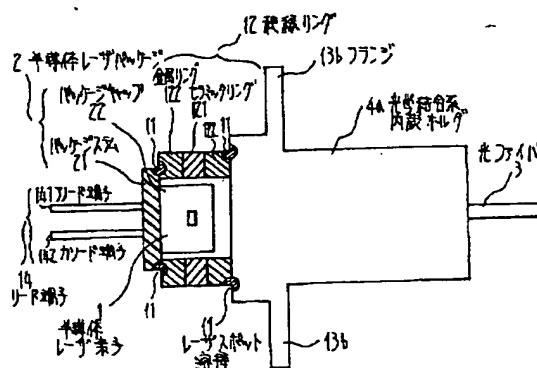 12 絶縁リング
2 半導体レーザパッケージ
金属リング
122
セラミックリング
121
122
11
13b フランジ
パッケージキャップ
22
11
4a 光学結合系
内蔵ホルダ
パッケージステム
21
光ファイバ
3
141 アノード端子
142 カソード端子
14
リード端子
1
半導体
レーザ素子
11
11
レーザスポット
溶接
13b